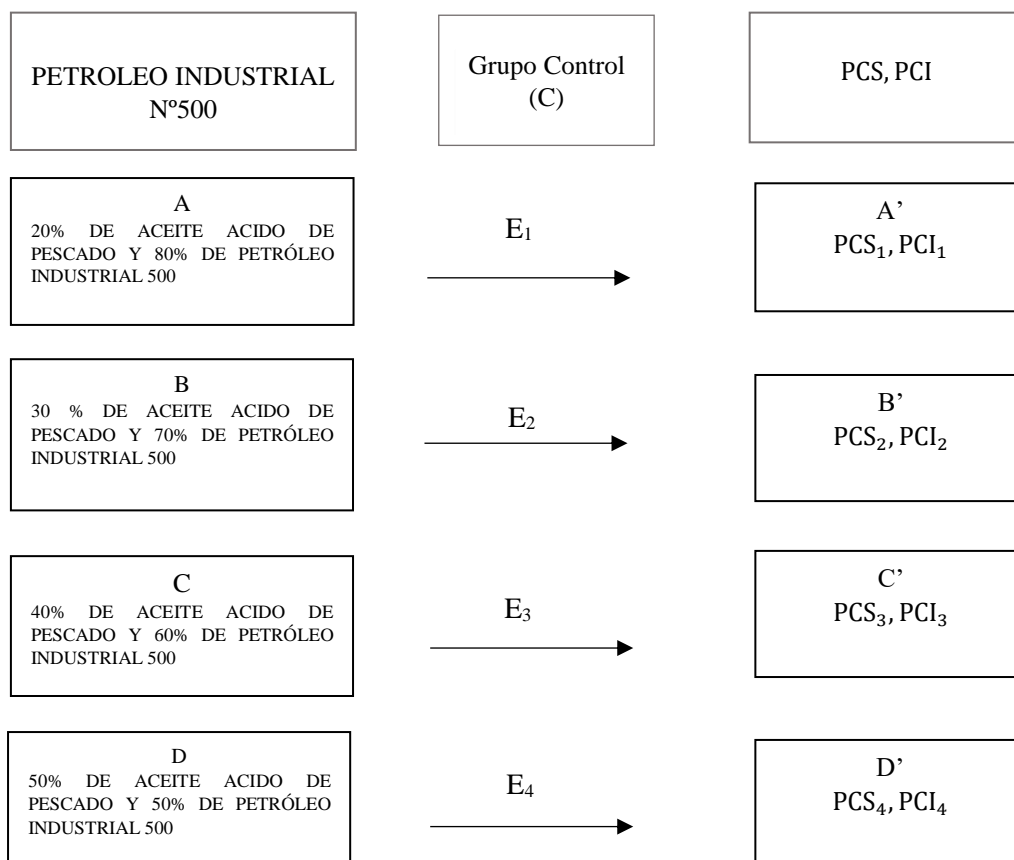 PETROLEO INDUSTRIAL
Nº500
Grupo Control
(C)
PCS, PCI
A
20% DE ACEITE ACIDO DE
PESCADO Y 80% DE PETRÓLEO
INDUSTRIAL 500
E₁
A’
PCS₁, PCI₁
B
30 % DE ACEITE ACIDO DE
PESCADO Y 70% DE PETRÓLEO
INDUSTRIAL 500
E₂
B’
PCS₂, PCI₂
C
40% DE ACEITE ACIDO DE
PESCADO Y 60% DE PETRÓLEO
INDUSTRIAL 500
E₃
C’
PCS₃, PCI₃
D
50% DE ACEITE ACIDO DE
PESCADO Y 50% DE PETRÓLEO
INDUSTRIAL 500
E₄
D’
PCS₄, PCI₄